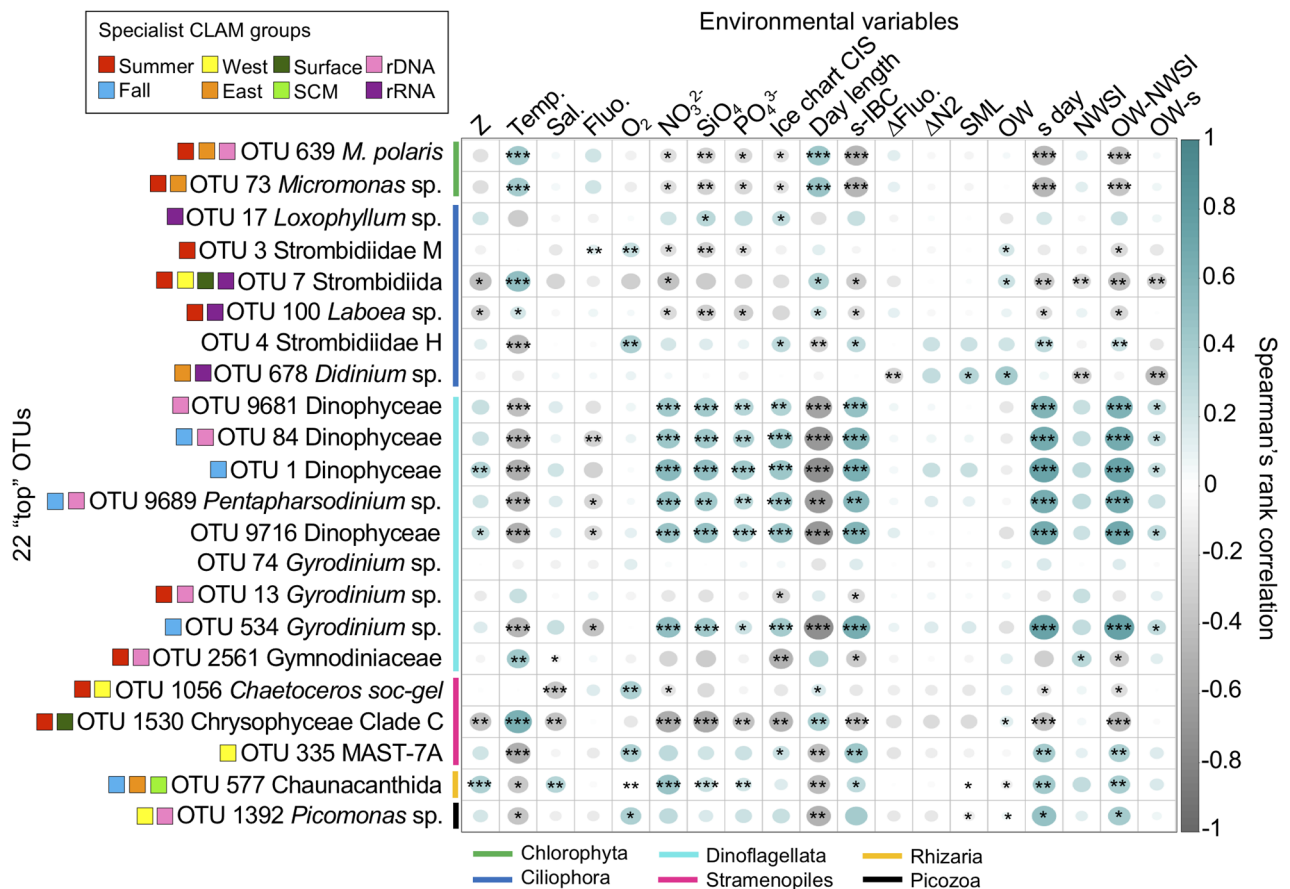 Environmental variables
Specialist CLAM groups
Summer West Surface rDNA
Fall East SCM rRNA
Z Temp. Sal. Fluo. O2 NO3 2- SiO4 PO4 3- Ice chart CIS Day length s-IBC ΔFluo. ΔN2 SML OW s day NWSI OW-NWSI OW-s
22 “top” OTUs
OTU 639 M. polaris *** * ** * * *** *** *** ***
OTU 73 Micromonas sp. *** * ** * * *** *** *** ***
OTU 17 Loxophyllum sp. * *
OTU 3 Strombidiidae M ** ** * ** * * *
OTU 7 Strombidiida * *** * * * * ** ** ** **
OTU 100 Laboea sp. * * * ** * * * * *
OTU 4 Strombidiidae H *** ** * ** * ** **
OTU 678 Didinium sp. ** * * ** **
OTU 9681 Dinophyceae *** *** *** ** ** *** *** *** *** *
OTU 84 Dinophyceae *** ** *** *** ** *** *** *** *** *** *
OTU 1 Dinophyceae ** *** *** *** *** *** *** *** *** *** *
OTU 9689 Pentapharsodinium sp. *** * *** ** ** *** ** ** *** ***
OTU 9716 Dinophyceae * *** * *** *** *** *** *** *** *** *** *
OTU 74 Gyrodinium sp.
OTU 13 Gyrodinium sp. * *
OTU 534 Gyrodinium sp. *** * *** *** * *** *** *** *** *** *
OTU 2561 Gymnodiniaceae ** * ** * * *
OTU 1056 Chaetoceros soc-gel *** ** * * * *
OTU 1530 Chrysophyceae Clade C ** *** ** *** *** ** ** ** *** * *** ***
OTU 335 MAST-7A *** ** * ** ** ** **
OTU 577 Chaunacanthida *** * ** ** *** *** ** ** * * * ** **
OTU 1392 Picomonas sp. * * ** * * * *
1
0.8
0.6
0.4
0.2
0
-0.2
-0.4
-0.6
-0.8
-1
Spearman’s rank correlation
Chlorophyta Dinoflagellata Rhizaria
Ciliophora Stramenopiles Picozoa